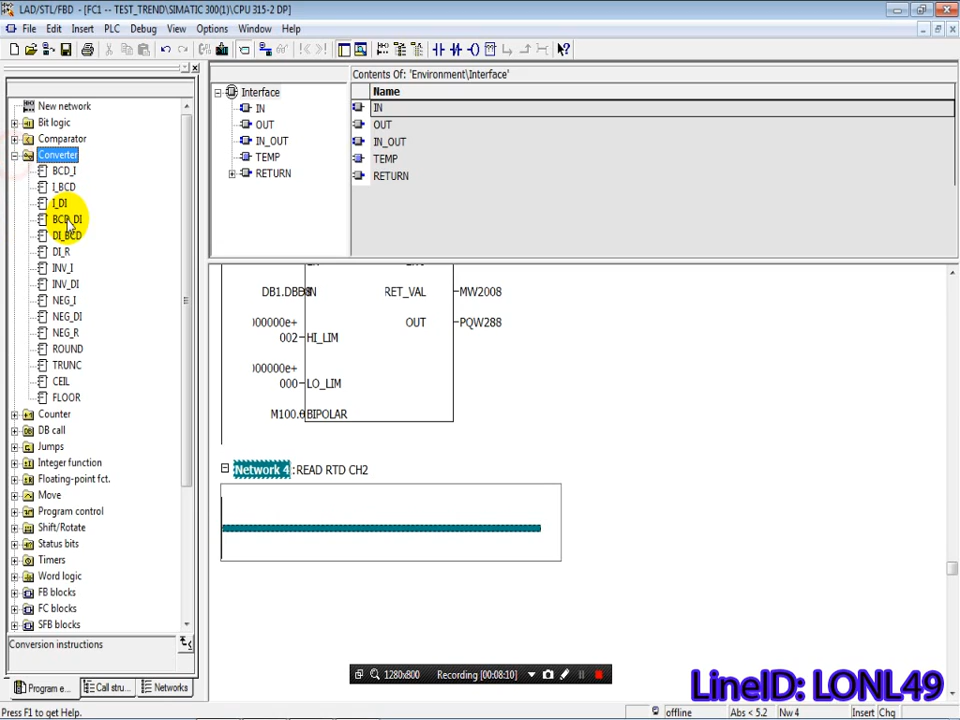 LAD/STL/FBD - [FC1 -- TEST_TREND\SIMATIC 300(1)\CPU 315-2 DP]
File Edit Insert PLC Debug View Options Window Help
New network
Bit logic
Comparator
Converter
BCD_I
I_BCD
I_DI
BCD_DI
DI_BCD
DI_R
INV_I
INV_DI
NEG_I
NEG_DI
NEG_R
ROUND
TRUNC
CEIL
FLOOR
Counter
DB call
Jumps
Integer function
Floating-point fct.
Move
Program control
Shift/Rotate
Status bits
Timers
Word logic
FB blocks
FC blocks
SFB blocks
Conversion instructions
Program e... Call stru... Networks
Interface
IN
OUT
IN_OUT
TEMP
RETURN
Contents Of: 'Environment\Interface'
Name
IN
OUT
IN_OUT
TEMP
RETURN
IN RET_VAL MW2008
000000e+ OUT PQW288
002 HI_LIM
000000e+
000 LO_LIM
BIPOLAR
Network 4 : READ RTD CH2
1280x800 Recording [00:08:10]
LineID: LONL49
Press F1 to get Help. offline Abs < 5.2 Nw 4 Insert Chg